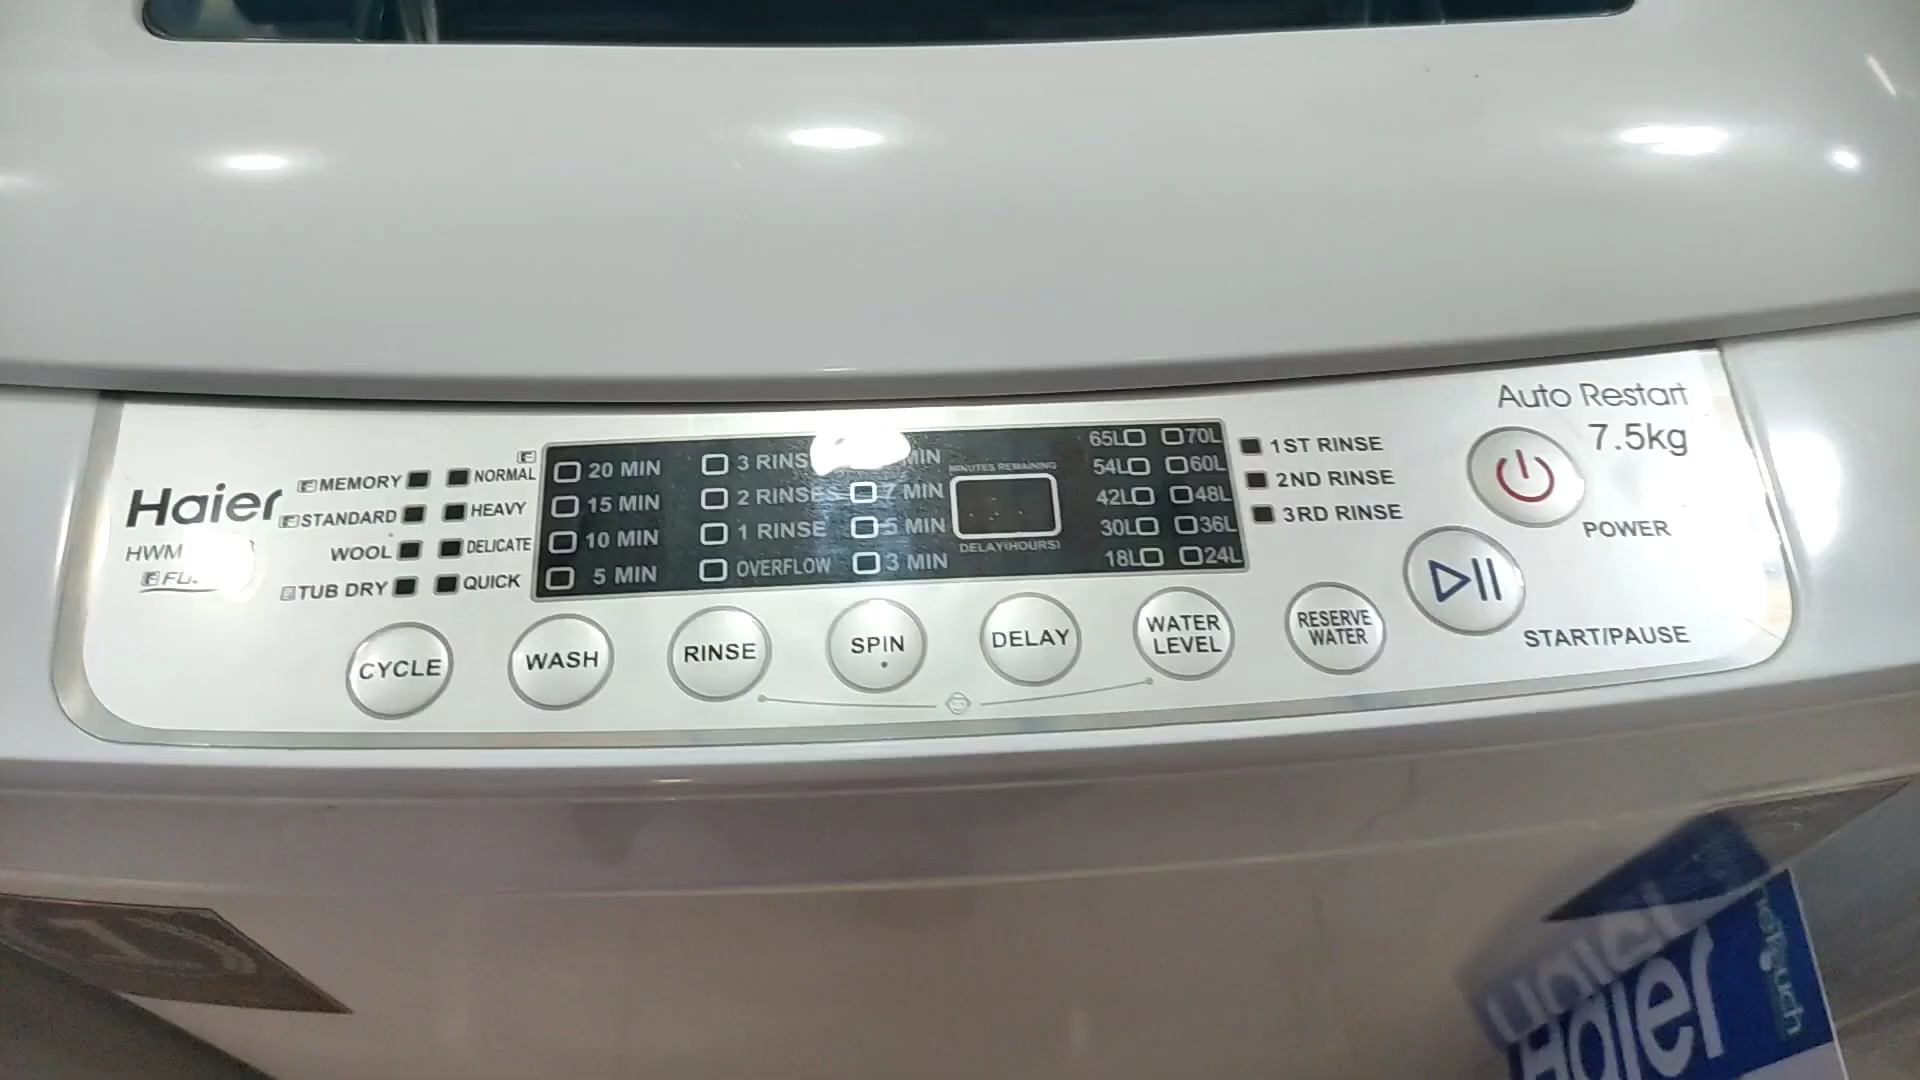 Haier
HWM
MEMORY
STANDARD
WOOL
TUB DRY
NORMAL
HEAVY
DELICATE
QUICK
20 MIN
15 MIN
10 MIN
5 MIN
3 RINS
2 RINSES
1 RINSE
OVERFLOW
MIN
7 MIN
5 MIN
3 MIN
MINUTES REMAINING
DELAY(HOURS)
65L 70L
54L 60L
42L 48L
30L 36L
18L 24L
1ST RINSE
2ND RINSE
3RD RINSE
Auto Restart
7.5kg
POWER
START/PAUSE
CYCLE
WASH
RINSE
SPIN
DELAY
WATER
LEVEL
RESERVE
WATER
Haier